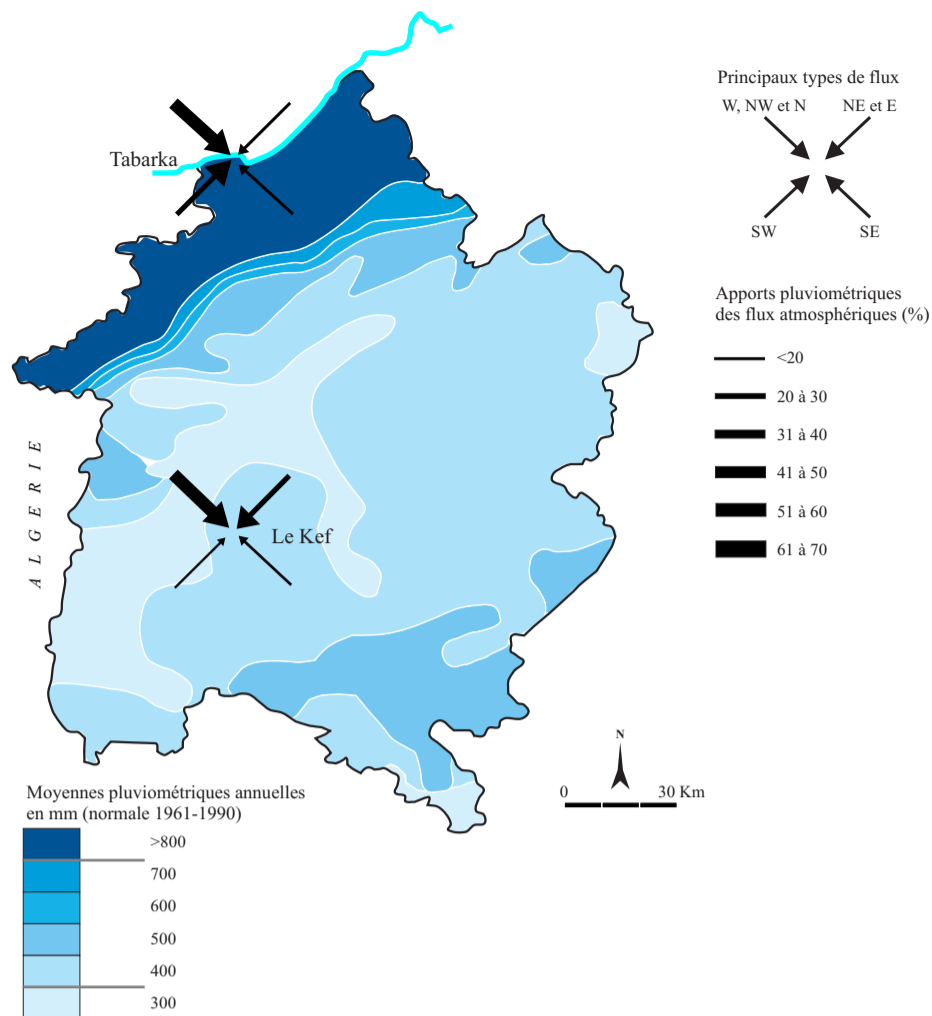 Principaux types de flux
W, NW et N
NE et E
SW
SE
Tabarka
Apports pluviométriques
des flux atmosphériques (%)
<20
20 à 30
31 à 40
41 à 50
51 à 60
61 à 70
ALGERIE
Le Kef
N
0
30 Km
Moyennes pluviométriques annuelles
en mm (normale 1961-1990)
>800
700
600
500
400
300